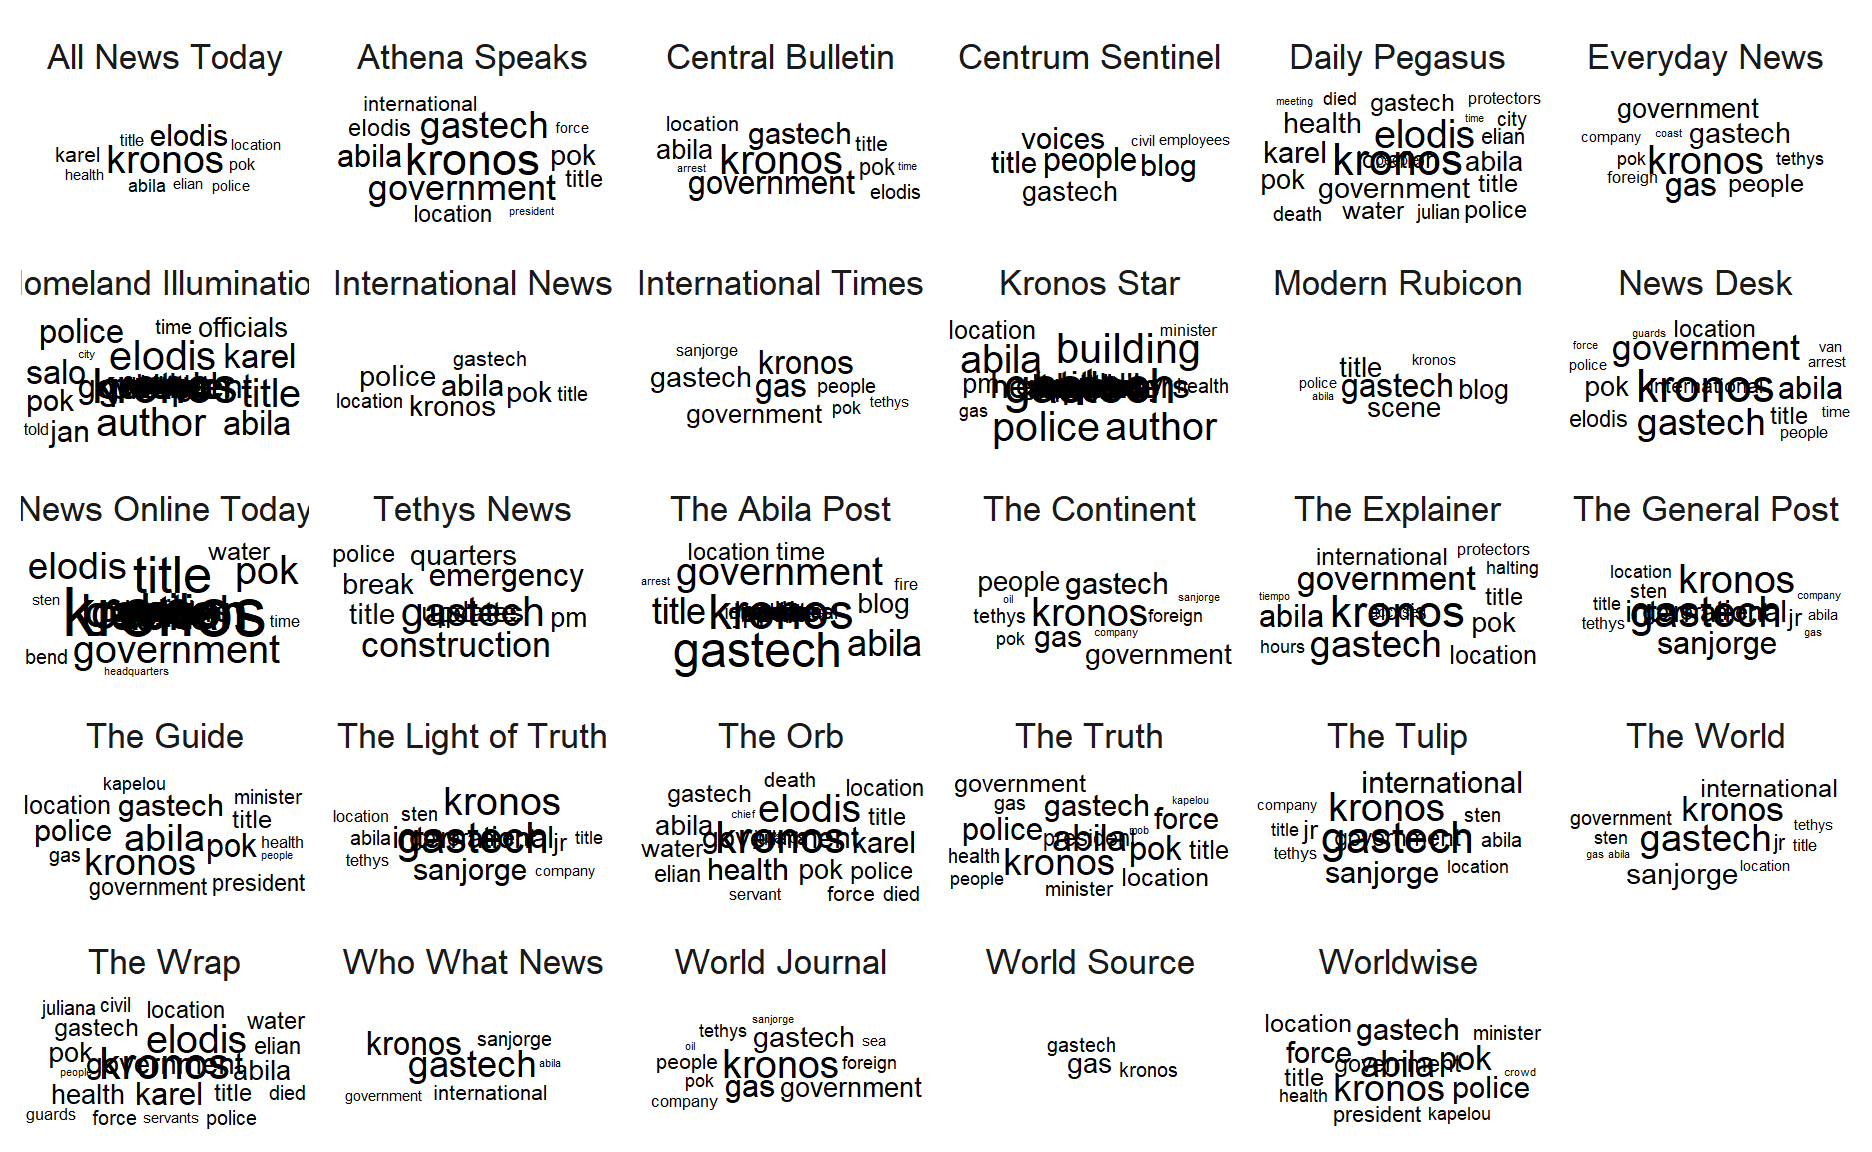 All News Today
title elodis location
karel kronos pok
health
abila elian police
Athena Speaks
international
elodis gastech force
abila kronos pok
government title
location president
Central Bulletin
location gastech title
abila kronos pok time
arrest
government elodis
Centrum Sentinel
voices civil employees
title people blog
gastech
Daily Pegasus
meeting died gastech protectors
health elodis time city
elian
karel kronos abila
pok government title
death water julian police
Everyday News
government
company coast gastech
pok kronos tethys
foreign gas people
omeland Illuminatio
police time officials
city elodis karel
salo title
pok author abila
told jan
International News
gastech
police abila pok title
location kronos
International Times
sanjorge kronos
gastech gas people
government pok tethys
Kronos Star
location building minister
abila
pm gastech health
gas police author
Modern Rubicon
title kronos
police gastech blog
abila
scene
News Desk
guards location
force government van
police arrest
pok kronos international abila
elodis gastech title time
people
News Online Today
elodis title water pok
sten kronos time
bend government
headquarters
Tethys News
police quarters
break emergency
title gastech updates pm
construction
The Abila Post
location time
arrest government fire
title kronos blog
gastech abila
The Continent
people gastech
oil sanjorge
tethys kronos foreign
pok gas company
government
The Explainer
international protectors
government halting
tiempo title
abila kronos pok
hours gastech location
The General Post
location kronos
sten company
title gastech jr abila
tethys gas
sanjorge
The Guide
kapelou
location gastech minister
police abila title
gas pok health
kronos people
government president
The Light of Truth
location sten kronos
abila gastech international jr title
tethys sanjorge company
The Orb
death location
gastech chief elodis title
abila government kronos karel
water
elian health pok police
servant force died
The Truth
government
gas gastech kapelou
police force
president abila mob
health kronos pok title
people minister location
The Tulip
international
company kronos sten
title jr gastech government abila
tethys sanjorge location
The World
international
government kronos
sten gastech jr tethys
gas abila title
sanjorge location
The Wrap
juliana civil location
gastech elodis water
pok elian
people government kronos abila
health karel title died
guards force servants police
Who What News
kronos sanjorge
gastech abila
government international
World Journal
sanjorge
tethys gastech sea
oil
people kronos foreign
pok gas government
company
World Source
gastech
gas kronos
Worldwise
location gastech minister
force abila government pok
title crowd
health kronos police
president kapelou